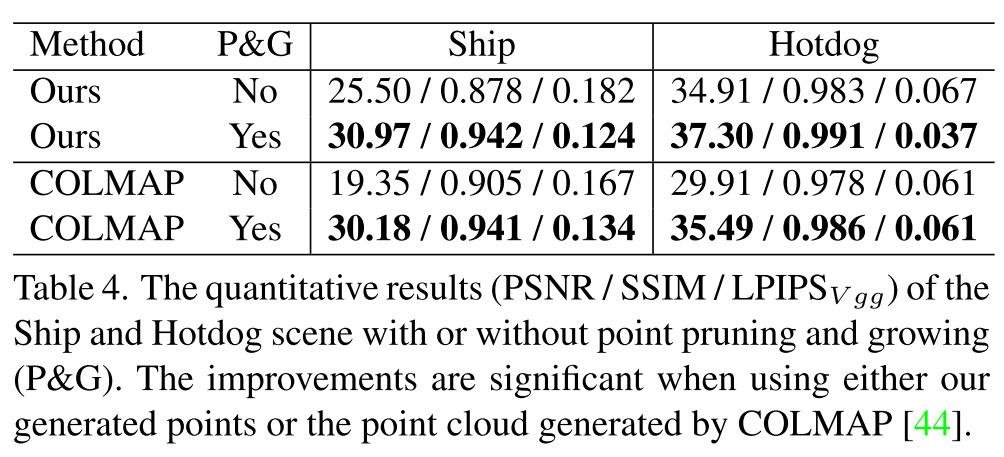 Method P&G Ship Hotdog
Ours No 25.50 / 0.878 / 0.182 34.91 / 0.983 / 0.067
Ours Yes 30.97 / 0.942 / 0.124 37.30 / 0.991 / 0.037
COLMAP No 19.35 / 0.905 / 0.167 29.91 / 0.978 / 0.061
COLMAP Yes 30.18 / 0.941 / 0.134 35.49 / 0.986 / 0.061
Table 4. The quantitative results (PSNR / SSIM / LPIPS_{Vgg}) of the
Ship and Hotdog scene with or without point pruning and growing
(P&G). The improvements are significant when using either our
generated points or the point cloud generated by COLMAP [44].